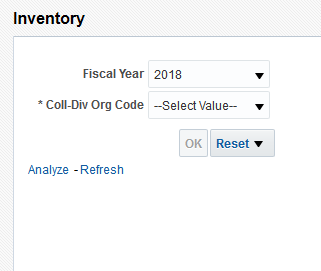 Inventory
Fiscal Year 2018
* Coll-Div Org Code --Select Value--
OK Reset
Analyze - Refresh